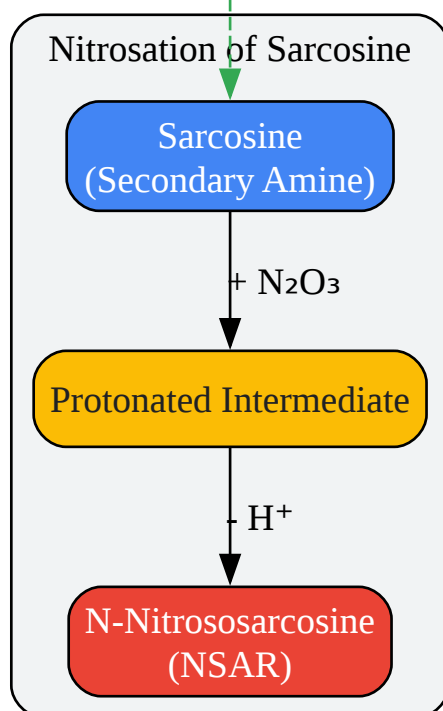 Nitrosation of Sarcosine
Sarcosine
(Secondary Amine)
+ N₂O₃
Protonated Intermediate
- H⁺
N-Nitrososarcosine
(NSAR)